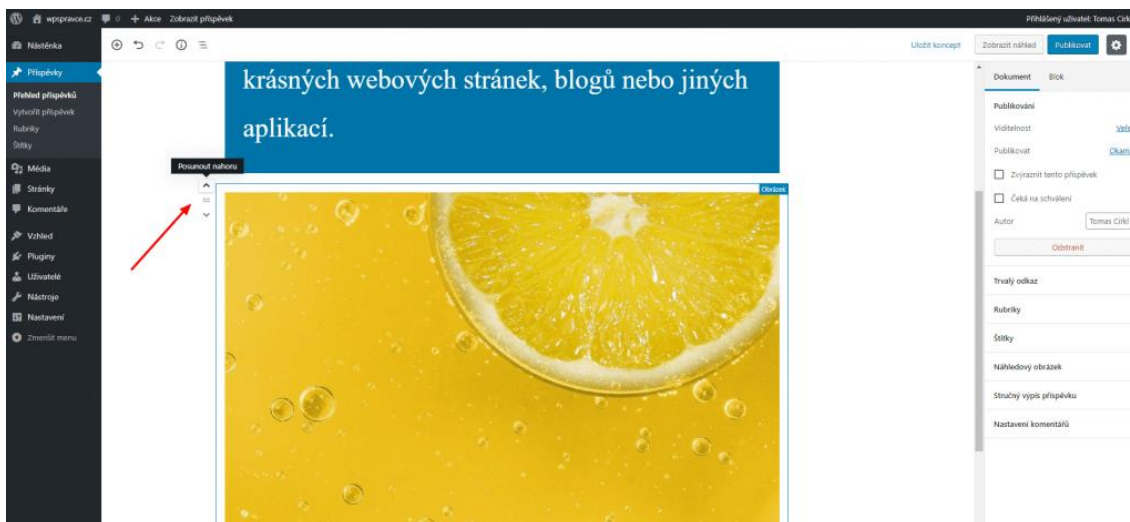 wpspravce.cz 0 + Akce Zobrazit příspěvek
Přihlášený uživatel: Tomas Cirkl
Nástěnka
Příspěvky
Přehled příspěvků
Vytvořit příspěvek
Rubriky
Štítky
Média
Stránky
Komentáře
Vzhled
Pluginy
Uživatelé
Nástroje
Nastavení
Zmenšit menu
Uložit koncept Zobrazit náhled Publikovat
krásných webových stránek, blogů nebo jiných
aplikací.
Posunout nahoru
Obrázek
Dokument Blok
Publikování
Viditelnost
Publikovat
Zvýraznit tento příspěvek
Čeká na schválení
Autor Tomas Cirkl
Odstranit
Trvalý odkaz
Rubriky
Štítky
Náhledový obrázek
Stručný výpis příspěvku
Nastavení komentářů